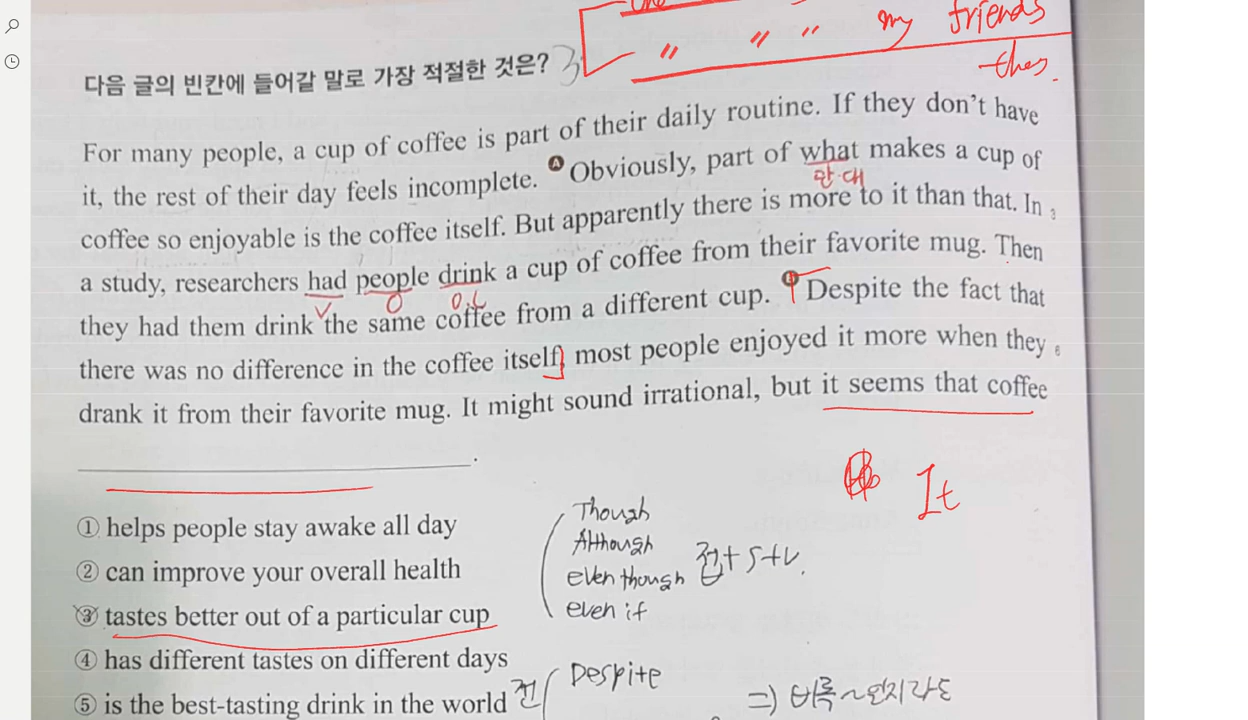 my friends
〃 〃 〃
다음 글의 빈칸에 들어갈 말로 가장 적절한 것은? 3
For many people, a cup of coffee is part of their daily routine. If they don't have
it, the rest of their day feels incomplete. A Obviously, part of what makes a cup of
관·대
coffee so enjoyable is the coffee itself. But apparently there is more to it than that. In
a study, researchers had people drink a cup of coffee from their favorite mug. Then
V O O.C
they had them drink the same coffee from a different cup. B Despite the fact that
there was no difference in the coffee itself, most people enjoyed it more when they
drank it from their favorite mug. It might sound irrational, but it seems that coffee
.
It
Though
① helps people stay awake all day
Although
접+S+V.
② can improve your overall health
even though
③ tastes better out of a particular cup
even if
④ has different tastes on different days
Despite
⑤ is the best-tasting drink in the world
전
=) 비록~일지라도